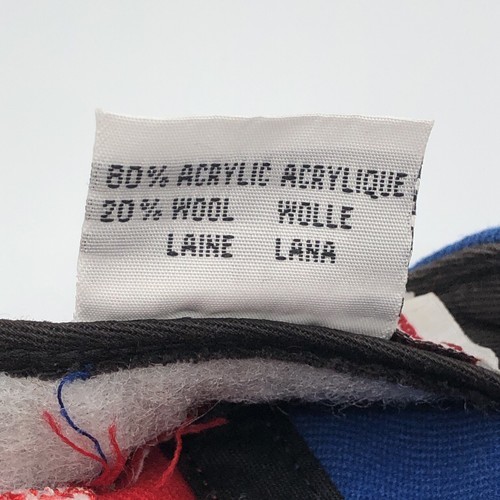 80% ACRYLIC ACRYLIQUE
20% WOOL WOLLE
LAINE LANA